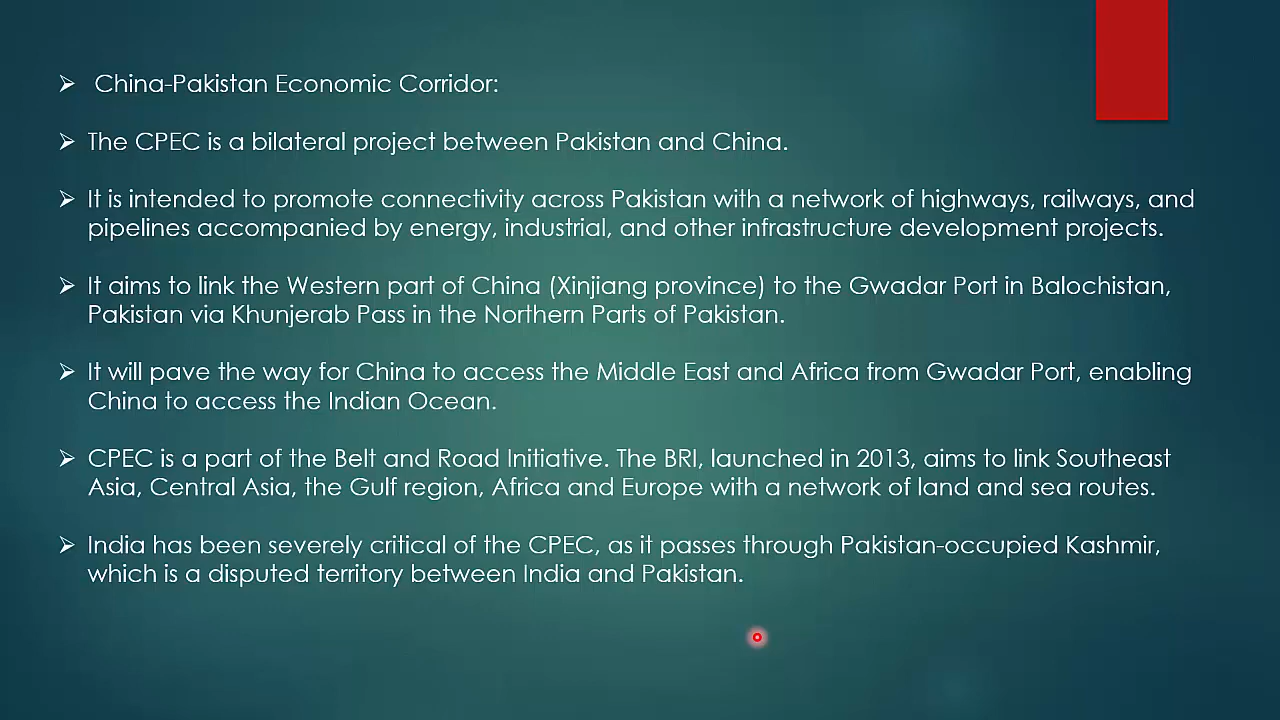 ➢ China-Pakistan Economic Corridor:
➢ The CPEC is a bilateral project between Pakistan and China.
➢ It is intended to promote connectivity across Pakistan with a network of highways, railways, and
pipelines accompanied by energy, industrial, and other infrastructure development projects.
➢ It aims to link the Western part of China (Xinjiang province) to the Gwadar Port in Balochistan,
Pakistan via Khunjerab Pass in the Northern Parts of Pakistan.
➢ It will pave the way for China to access the Middle East and Africa from Gwadar Port, enabling
China to access the Indian Ocean.
➢ CPEC is a part of the Belt and Road Initiative. The BRI, launched in 2013, aims to link Southeast
Asia, Central Asia, the Gulf region, Africa and Europe with a network of land and sea routes.
➢ India has been severely critical of the CPEC, as it passes through Pakistan-occupied Kashmir,
which is a disputed territory between India and Pakistan.